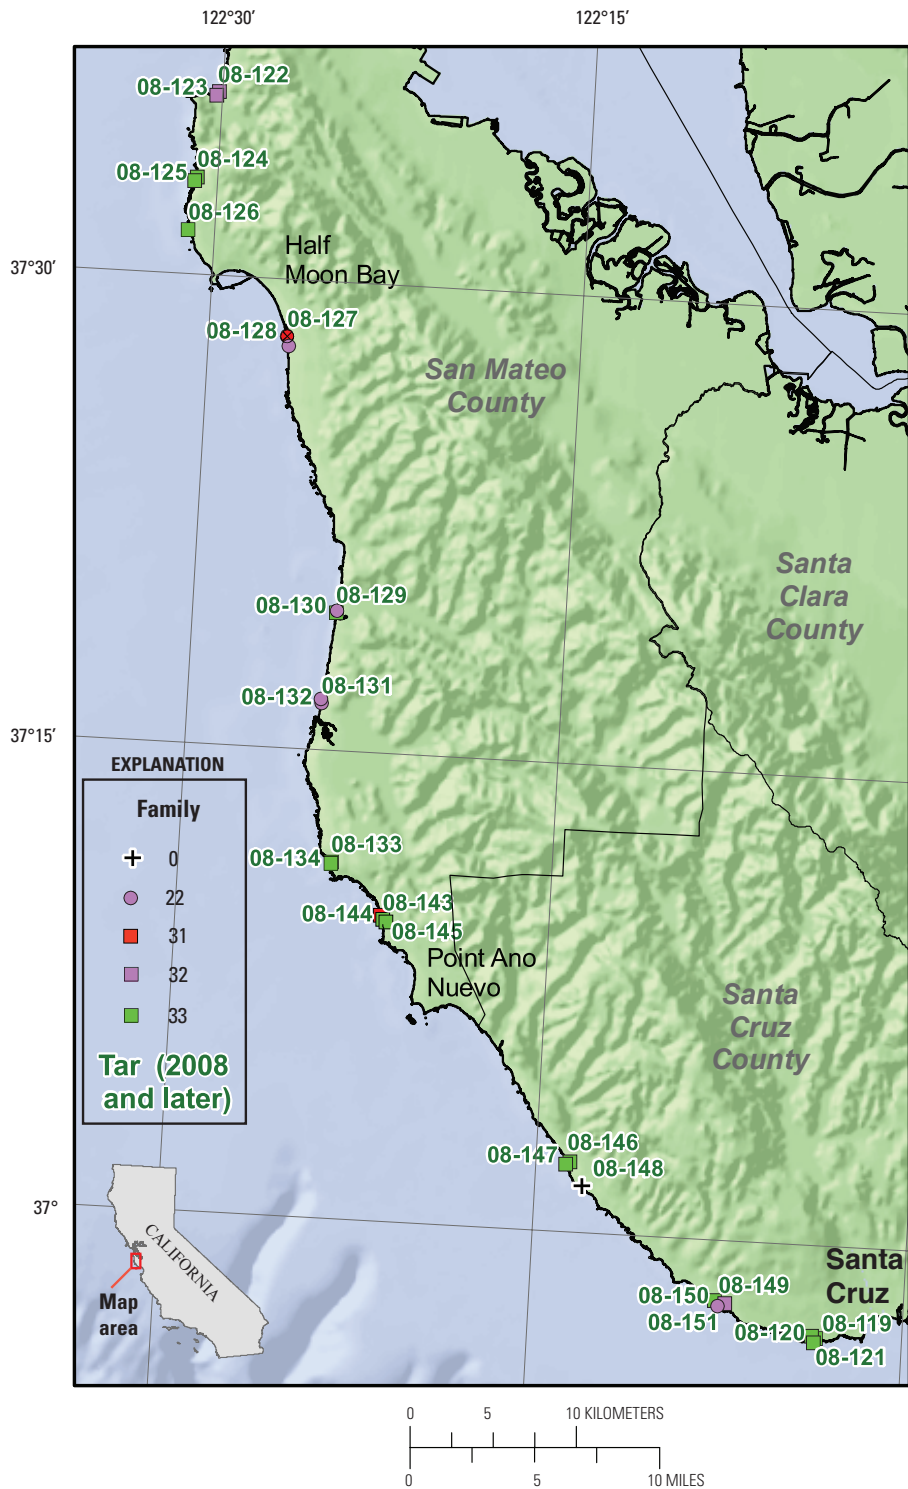 122°30′
122°15′
08-122
08-123
08-124
08-125
08-126
Half
Moon Bay
37°30′
08-127
08-128
San Mateo
County
Santa
Clara
County
08-129
08-130
08-131
08-132
37°15′
EXPLANATION
Family
0
22
31
32
33
Tar (2008
and later)
08-133
08-134
08-143
08-144
08-145
Point Ano
Nuevo
Santa
Cruz
County
08-146
08-147
08-148
37°
CALIFORNIA
Map
area
Santa
Cruz
08-149
08-150
08-151
08-119
08-120
08-121
0 5 10 KILOMETERS
0 5 10 MILES